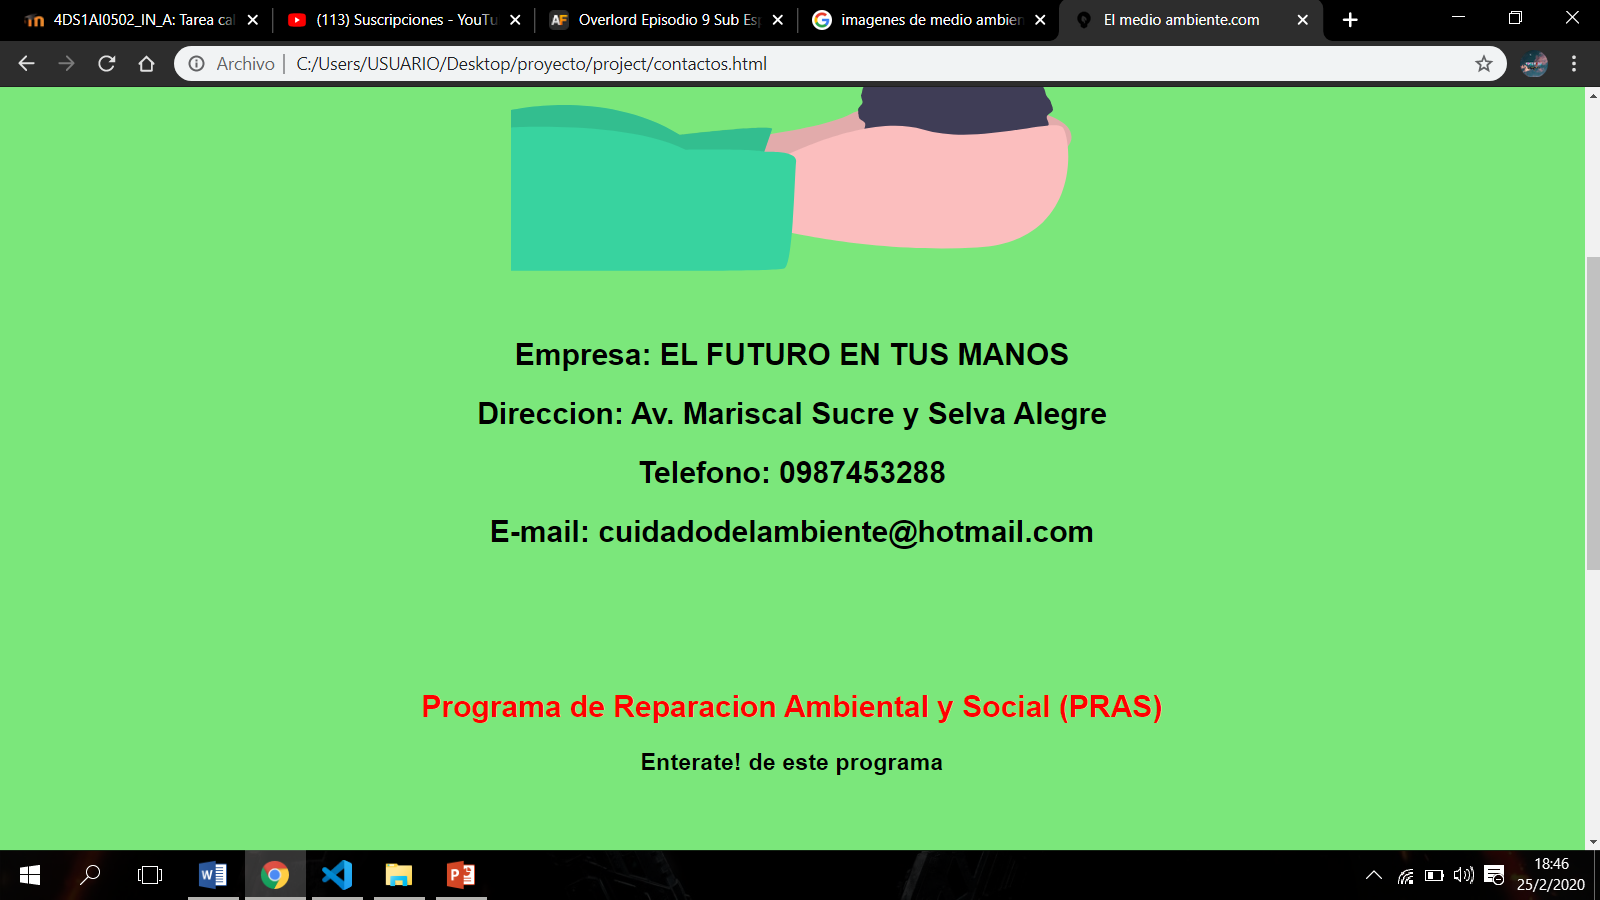 4DS1AI0502_IN_A: Tarea cal
(113) Suscripciones - YouTu
AF Overlord Episodio 9 Sub Esp
imagenes de medio ambien
El medio ambiente.com
Archivo | C:/Users/USUARIO/Desktop/proyecto/project/contactos.html
Empresa: EL FUTURO EN TUS MANOS
Direccion: Av. Mariscal Sucre y Selva Alegre
Telefono: 0987453288
E-mail: cuidadodelambiente@hotmail.com
Programa de Reparacion Ambiental y Social (PRAS)
Enterate! de este programa
18:46
25/2/2020